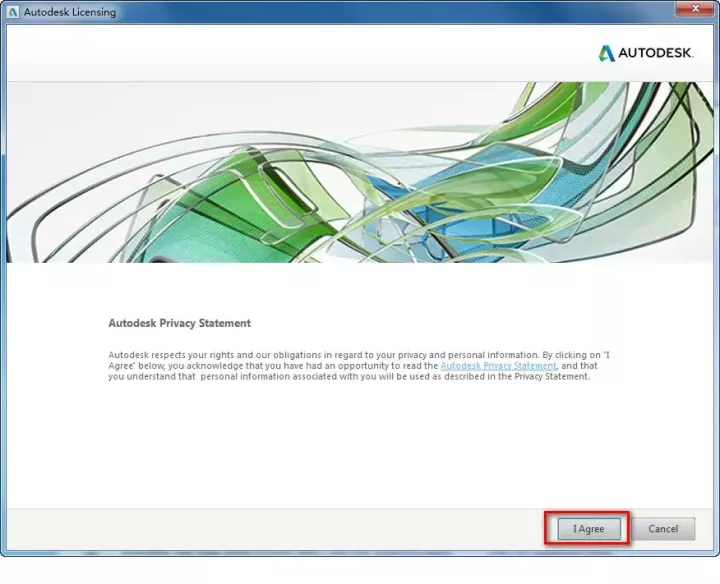 Autodesk Licensing
AUTODESK.
Autodesk Privacy Statement
Autodesk respects your rights and our obligations in regard to your privacy and personal information. By clicking on "I
Agree" below, you acknowledge that you have had an opportunity to read the Autodesk Privacy Statement, and that
you understand that personal information associated with you will be used as described in the Privacy Statement.
I Agree
Cancel